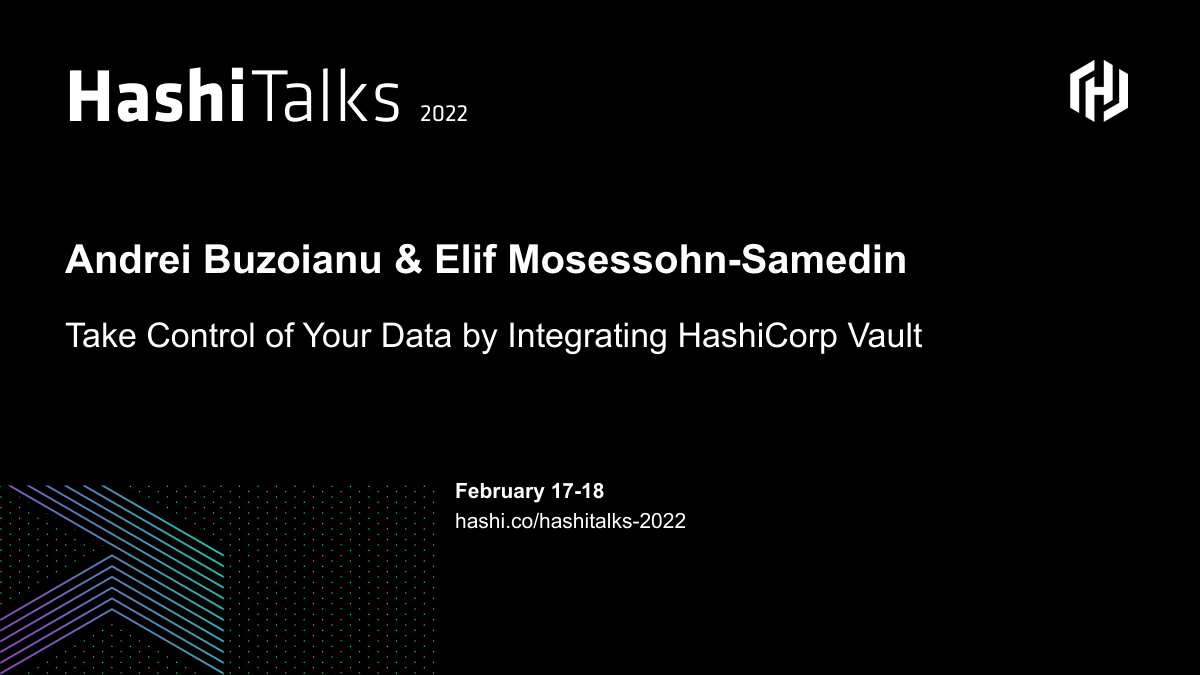 HashiTalks 2022
Andrei Buzoianu & Elif Mosessohn-Samedin
Take Control of Your Data by Integrating HashiCorp Vault
February 17-18
hashi.co/hashitalks-2022